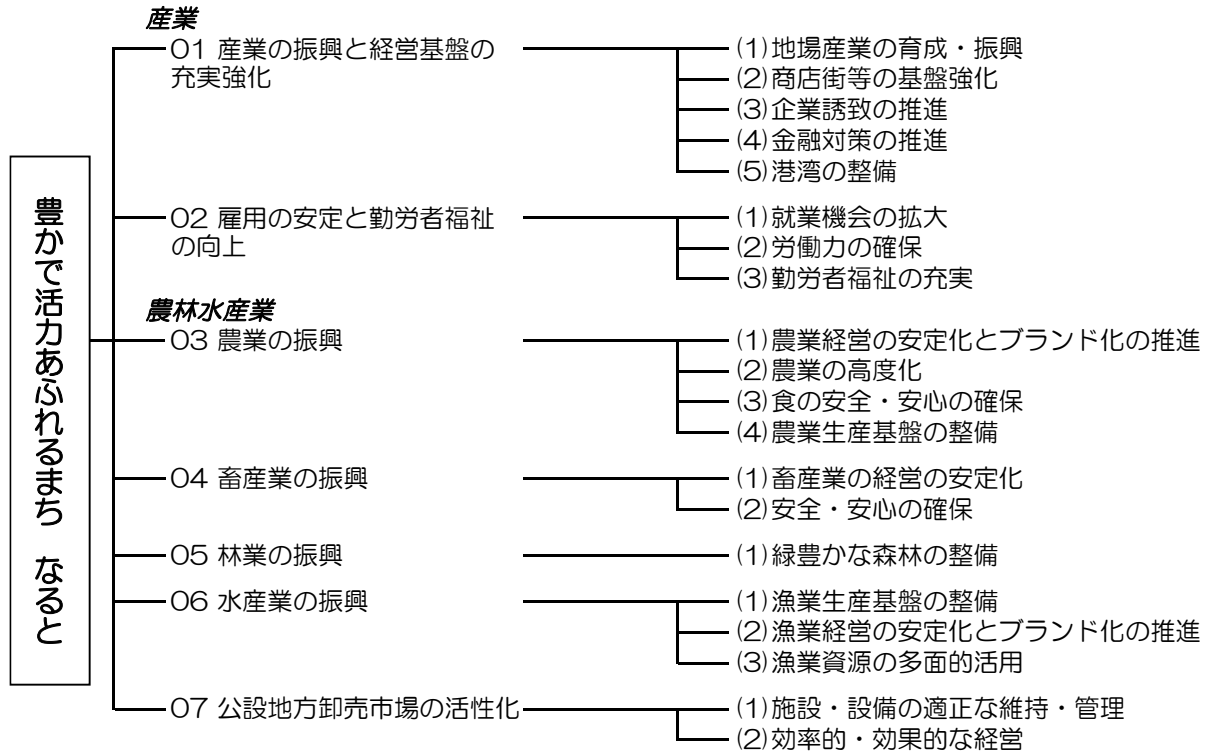 産業
01 産業の振興と経営基盤の
充実強化
(1)地場産業の育成・振興
(2)商店街等の基盤強化
(3)企業誘致の推進
(4)金融対策の推進
(5)港湾の整備
豊かで活力あふれるまち なると
02 雇用の安定と勤労者福祉
の向上
(1)就業機会の拡大
(2)労働力の確保
(3)勤労者福祉の充実
農林水産業
03 農業の振興
(1)農業経営の安定化とブランド化の推進
(2)農業の高度化
(3)食の安全・安心の確保
(4)農業生産基盤の整備
04 畜産業の振興
(1)畜産業の経営の安定化
(2)安全・安心の確保
05 林業の振興
(1)緑豊かな森林の整備
06 水産業の振興
(1)漁業生産基盤の整備
(2)漁業経営の安定化とブランド化の推進
(3)漁業資源の多面的活用
07 公設地方卸売市場の活性化
(1)施設・設備の適正な維持・管理
(2)効率的・効果的な経営